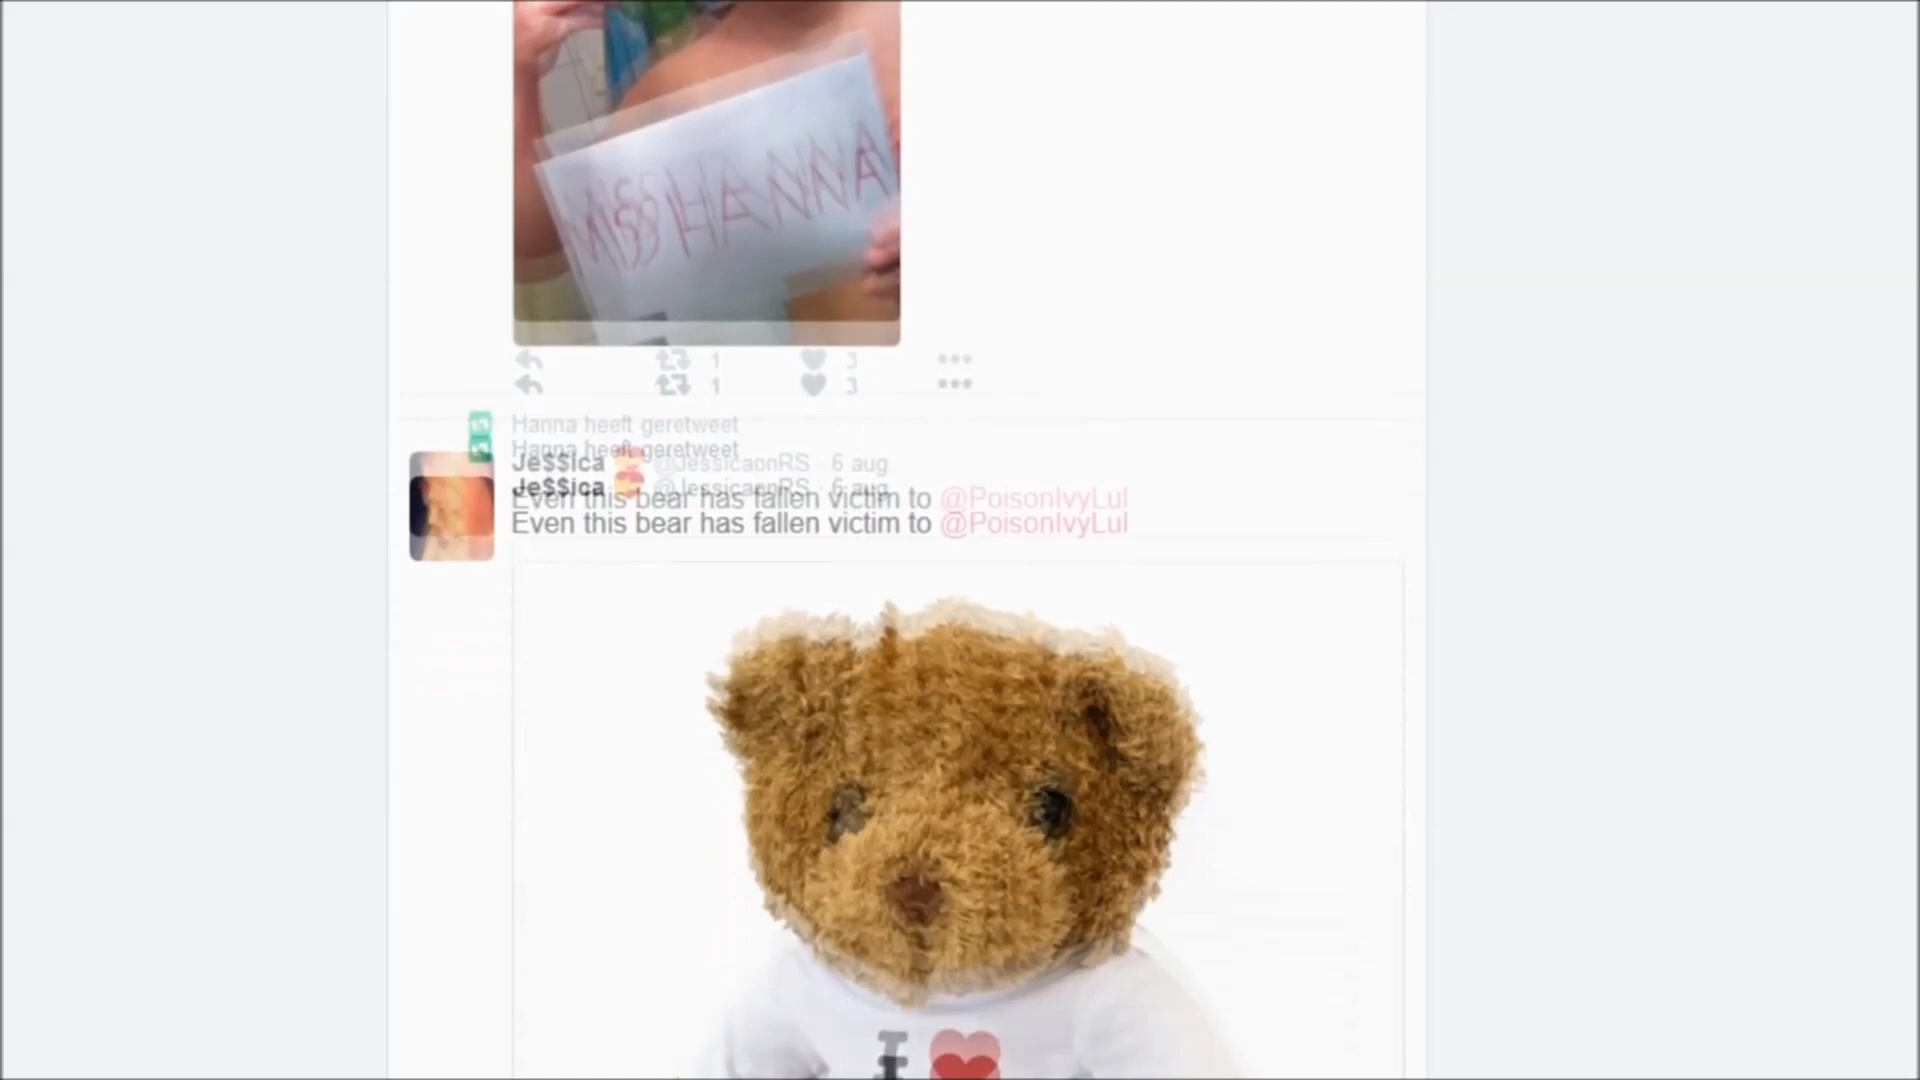 MISS HANNA
1 3
Hanna heeft geretweet
Je$$ica @JessicaonRS · 6 aug
Even this bear has fallen victim to @PoisonIvyLul
I